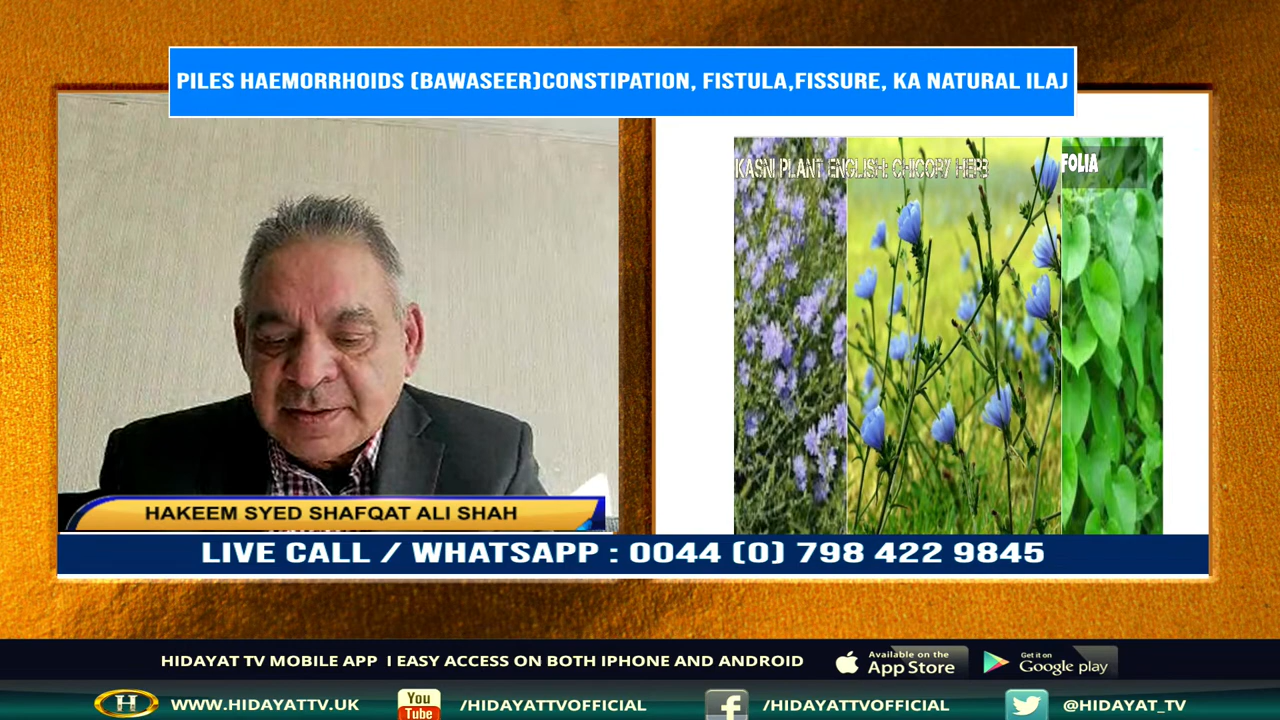 PILES HAEMORRHOIDS (BAWASEER)CONSTIPATION, FISTULA,FISSURE, KA NATURAL ILAJ
KASNI PLANT ENGLISH: CHICORY HERB
FOLIA
HAKEEM SYED SHAFQAT ALI SHAH
LIVE CALL / WHATSAPP : 0044 (0) 798 422 9845
HIDAYAT TV MOBILE APP I EASY ACCESS ON BOTH IPHONE AND ANDROID
Available on the
App Store
Get it on
Google play
H
WWW.HIDAYATTV.UK
You
Tube
/HIDAYATTVOFFICIAL
f
/HIDAYATTVOFFICIAL
@HIDAYAT_TV